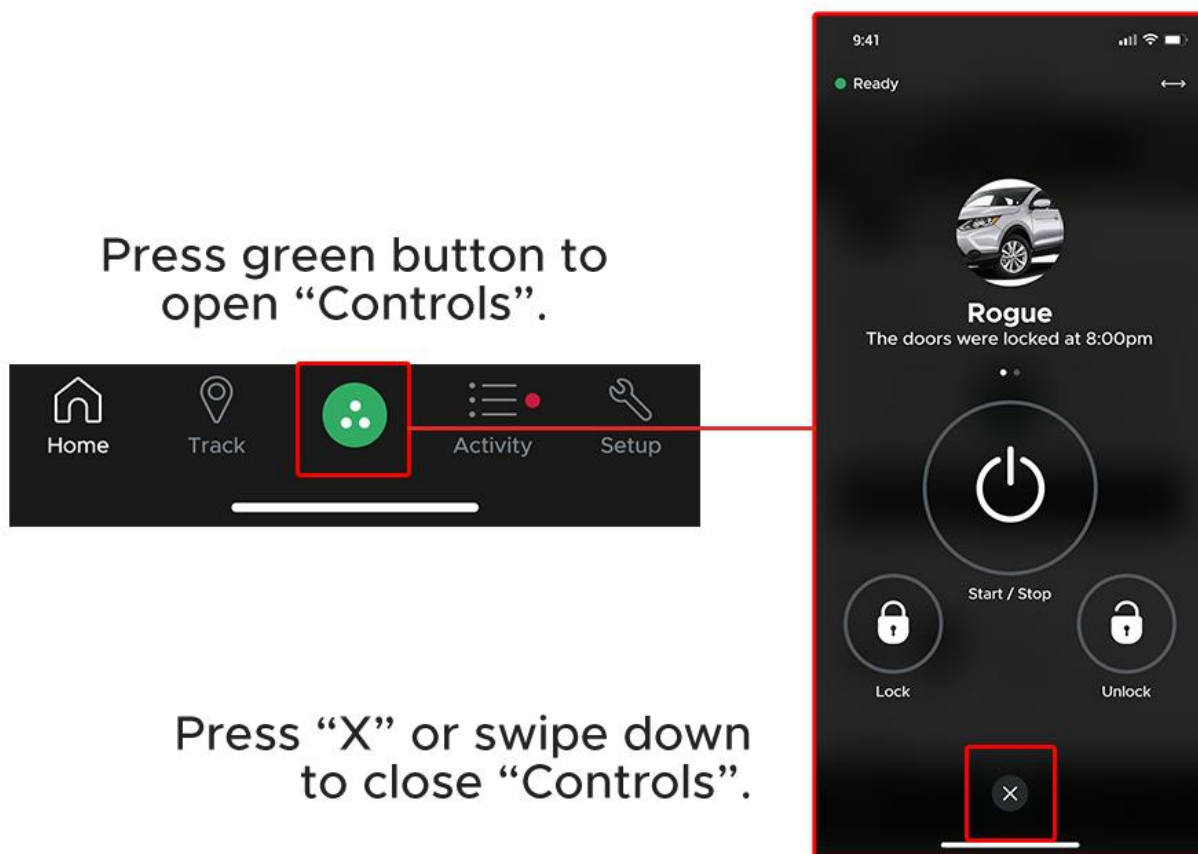 Press green button to
open “Controls”.
Home
Track
Activity
Setup
Press “X” or swipe down
to close “Controls”.
9:41
Ready
Rogue
The doors were locked at 8:00pm
Start / Stop
Lock
Unlock